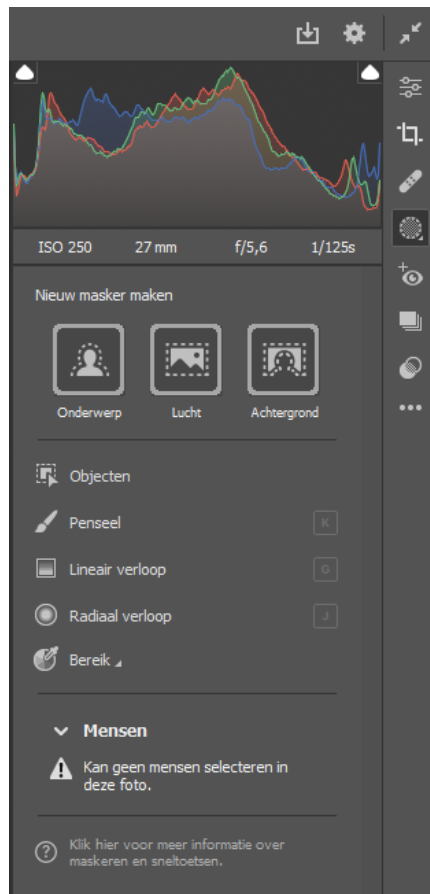 ISO 250 27 mm f/5,6 1/125s
Nieuw masker maken
Onderwerp Lucht Achtergrond
Objecten
Penseel K
Lineair verloop G
Radiaal verloop J
Bereik
Mensen
Kan geen mensen selecteren in
deze foto.
Klik hier voor meer informatie over
maskeren en sneltoetsen.